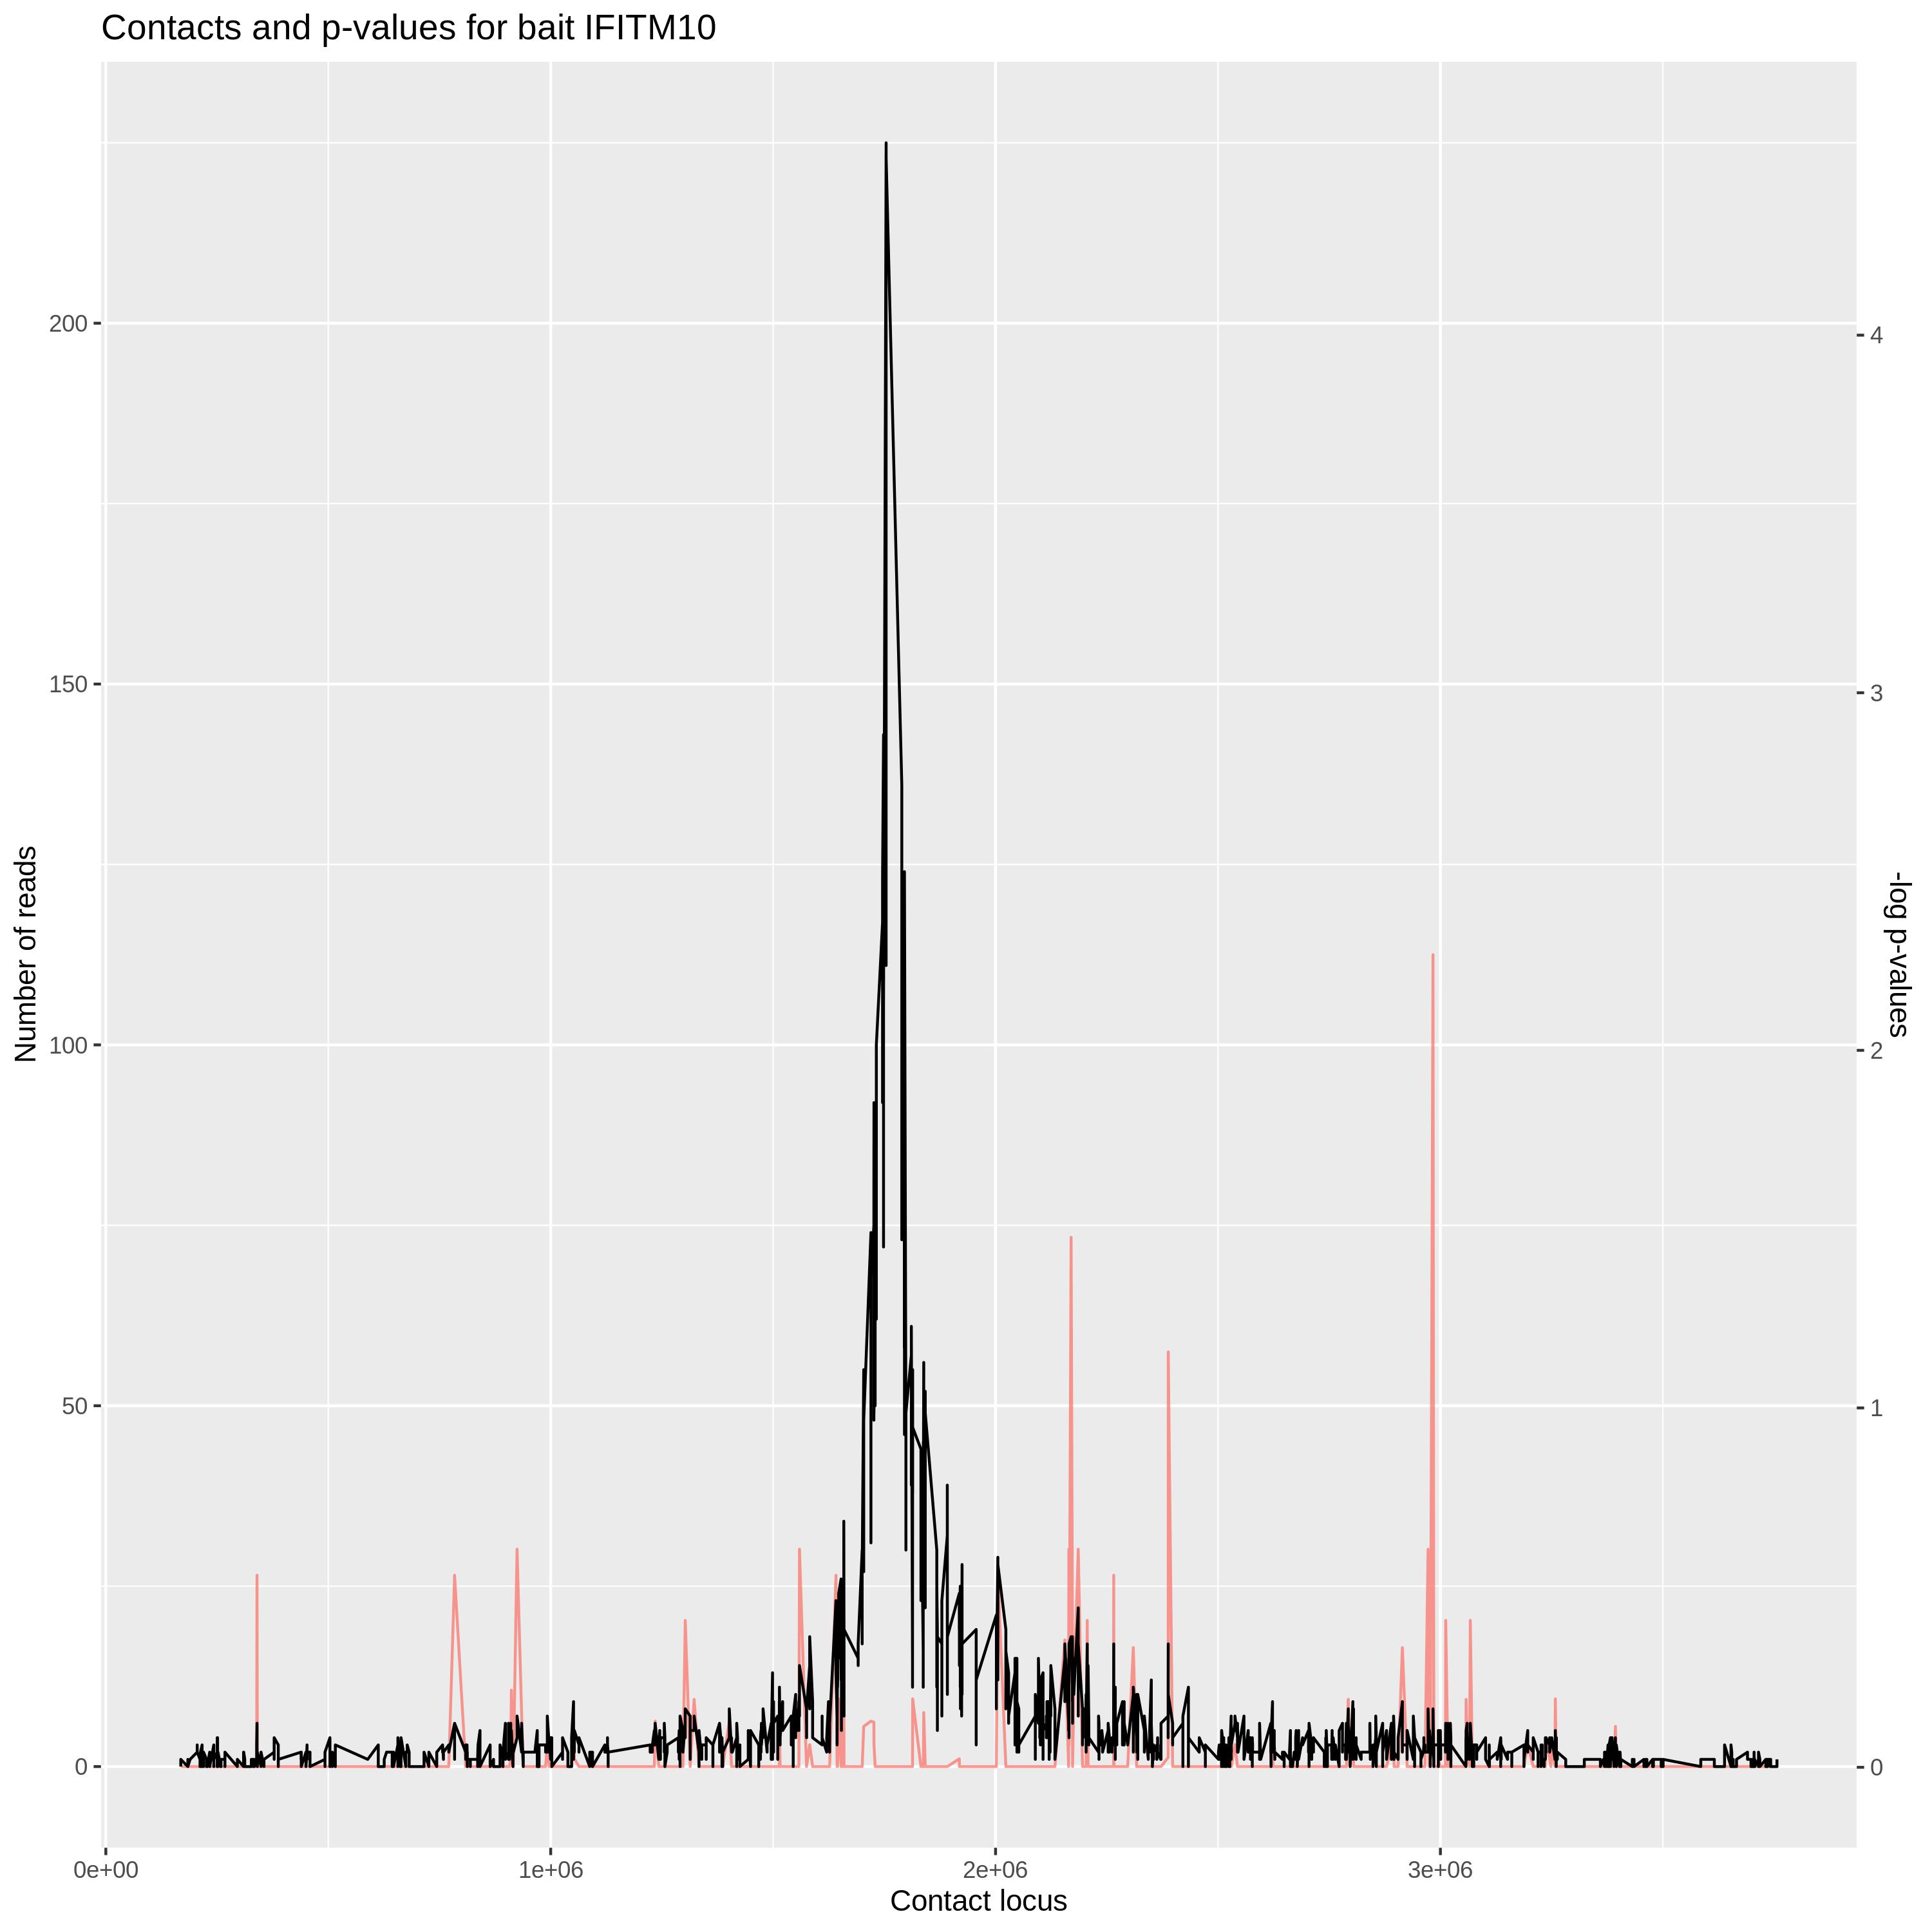 Contacts and p-values for bait IFITM10
Number of reads
200
150
100
50
0
4
3
2
1
0
-log p-values
0e+00
1e+06
2e+06
3e+06
Contact locus